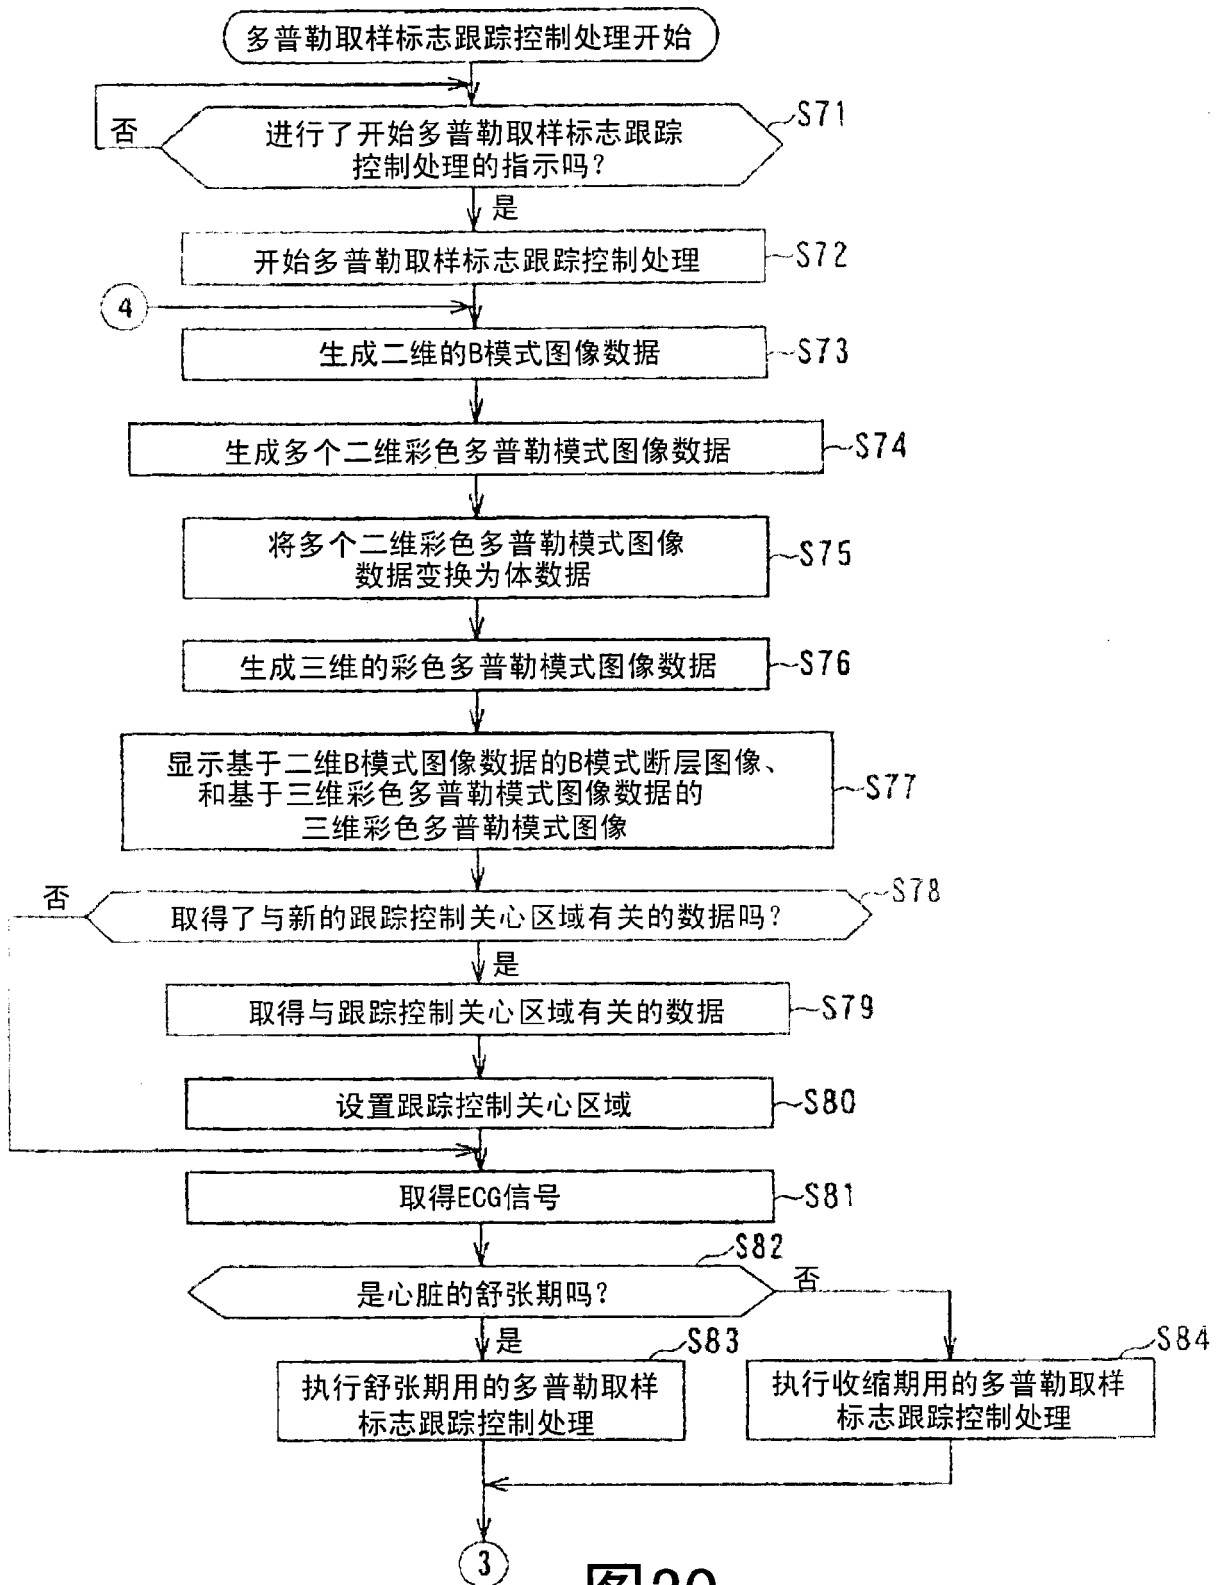 多普勒取样标志跟踪控制处理开始
否
进行了开始多普勒取样标志跟踪
控制处理的指示吗？
S71
是
开始多普勒取样标志跟踪控制处理
S72
4
生成二维的B模式图像数据
S73
生成多个二维彩色多普勒模式图像数据
S74
将多个二维彩色多普勒模式图像
数据变换为体数据
S75
生成三维的彩色多普勒模式图像数据
S76
显示基于二维B模式图像数据的B模式断层图像、
和基于三维彩色多普勒模式图像数据的
三维彩色多普勒模式图像
S77
否
取得了与新的跟踪控制关心区域有关的数据吗？
S78
是
取得与跟踪控制关心区域有关的数据
S79
设置跟踪控制关心区域
S80
取得ECG信号
S81
是心脏的舒张期吗？
S82
否
是
执行舒张期用的多普勒取样
标志跟踪控制处理
S83
执行收缩期用的多普勒取样
标志跟踪控制处理
S84
3